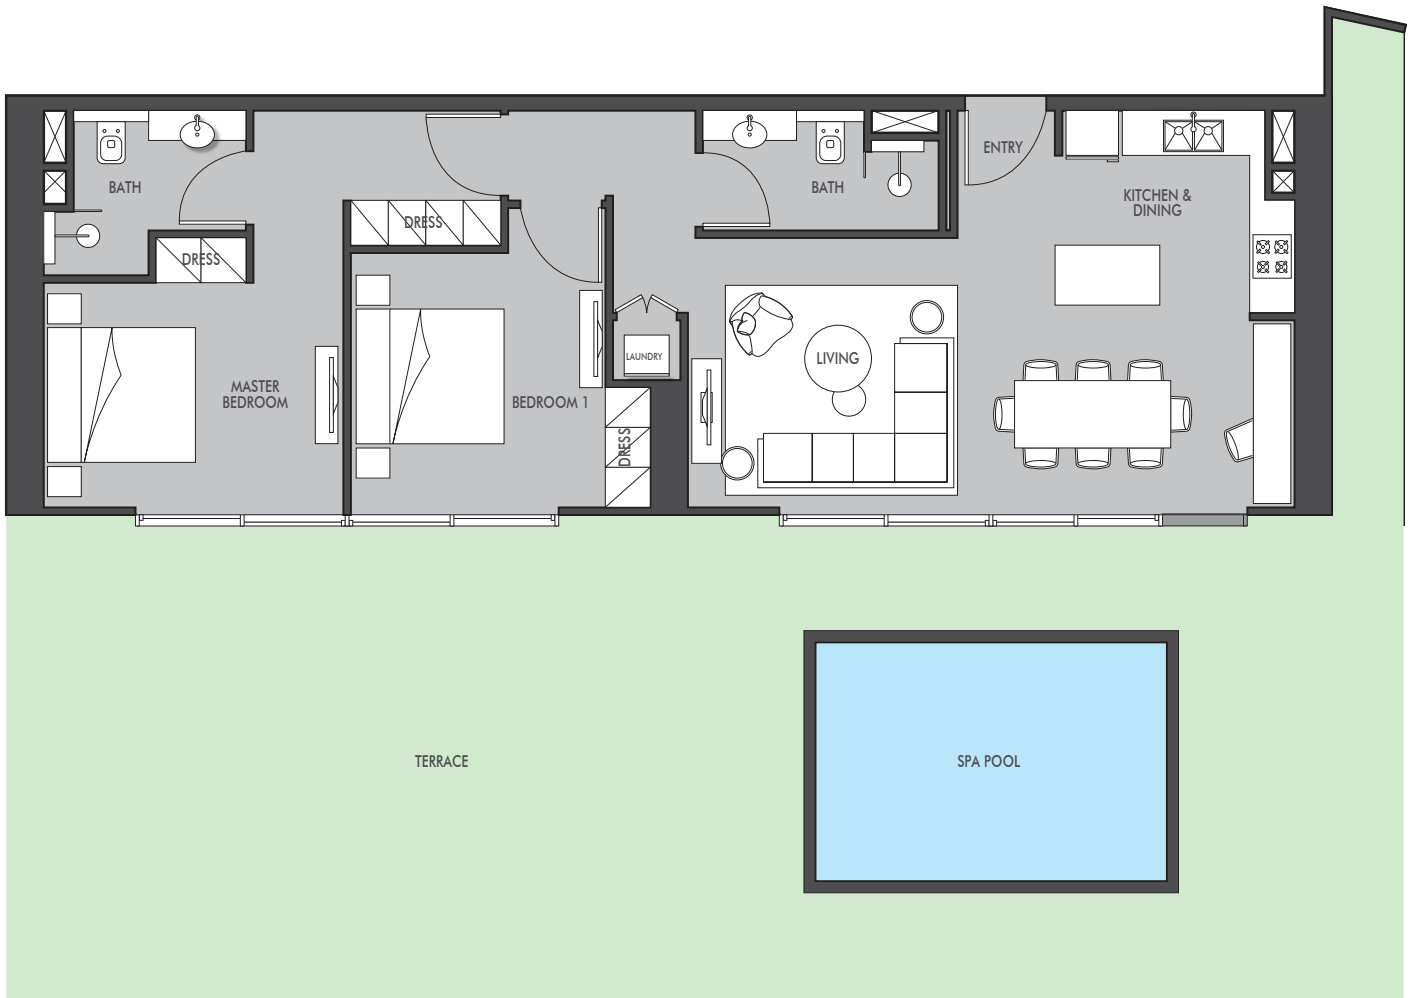 ENTRY
BATH
BATH
KITCHEN &
DINING
DRESS
DRESS
LAUNDRY
LIVING
MASTER
BEDROOM
BEDROOM 1
DRESS
TERRACE
SPA POOL